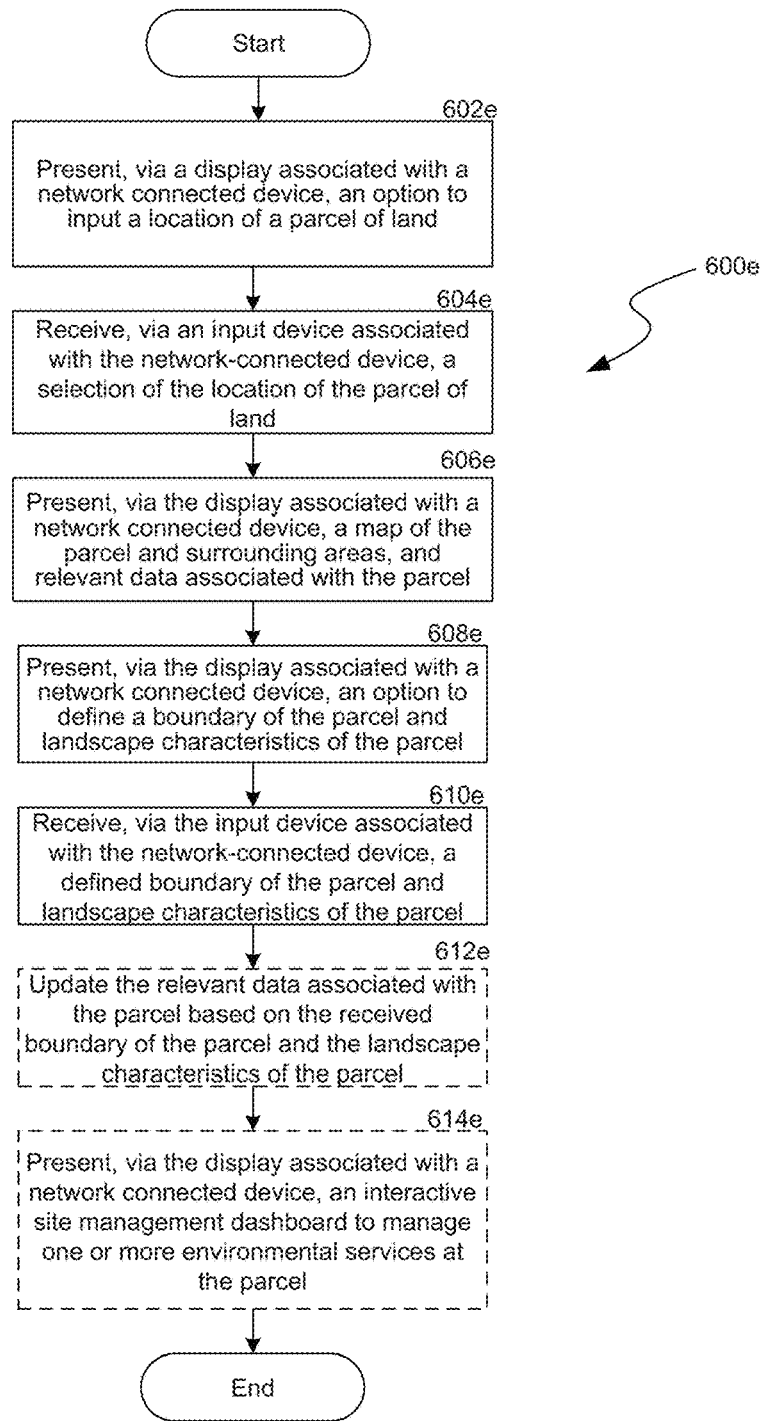 Start
602e
Present, via a display associated with a
network connected device, an option to
input a location of a parcel of land
600e
604e
Receive, via an input device associated
with the network-connected device, a
selection of the location of the parcel of
land
606e
Present, via the display associated with a
network connected device, a map of the
parcel and surrounding areas, and
relevant data associated with the parcel
608e
Present, via the display associated with a
network connected device, an option to
define a boundary of the parcel and
landscape characteristics of the parcel
610e
Receive, via the input device associated
with the network-connected device, a
defined boundary of the parcel and
landscape characteristics of the parcel
612e
Update the relevant data associated with
the parcel based on the received
boundary of the parcel and the landscape
characteristics of the parcel
614e
Present, via the display associated with a
network connected device, an interactive
site management dashboard to manage
one or more environmental services at
the parcel
End